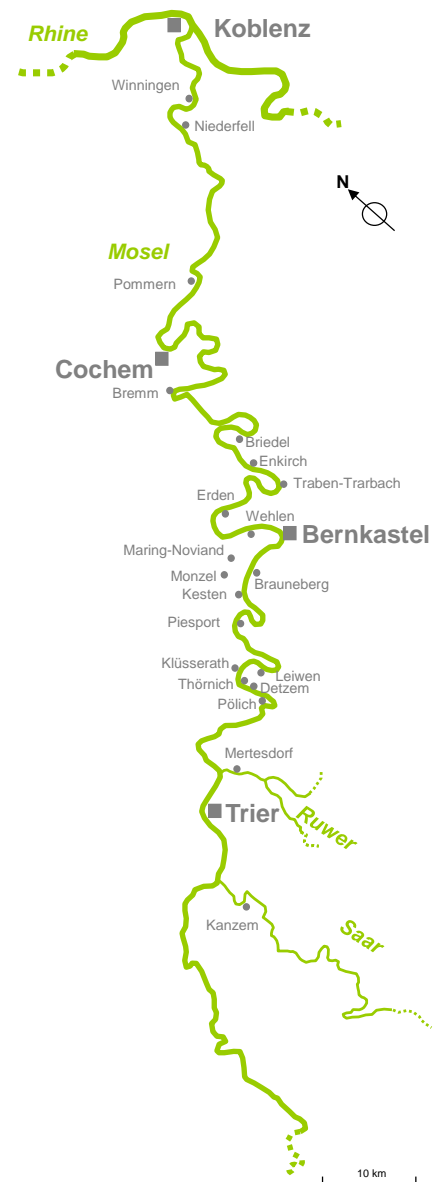 Rhine
Koblenz
Winningen
Niederfell
N
Mosel
Pommern
Cochem
Bremm
Briedel
Enkirch
Traben-Trarbach
Erden
Wehlen
Bernkastel
Maring-Noviand
Monzel
Brauneberg
Kesten
Piesport
Klüsserath
Leiwen
Thörnich
Detzem
Pölich
Mertesdorf
Trier
Ruwer
Kanzem
Saar
10 km